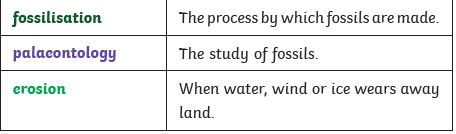 fossilisation The process by which fossils are made.
palaeontology The study of fossils.
erosion When water, wind or ice wears away
land.